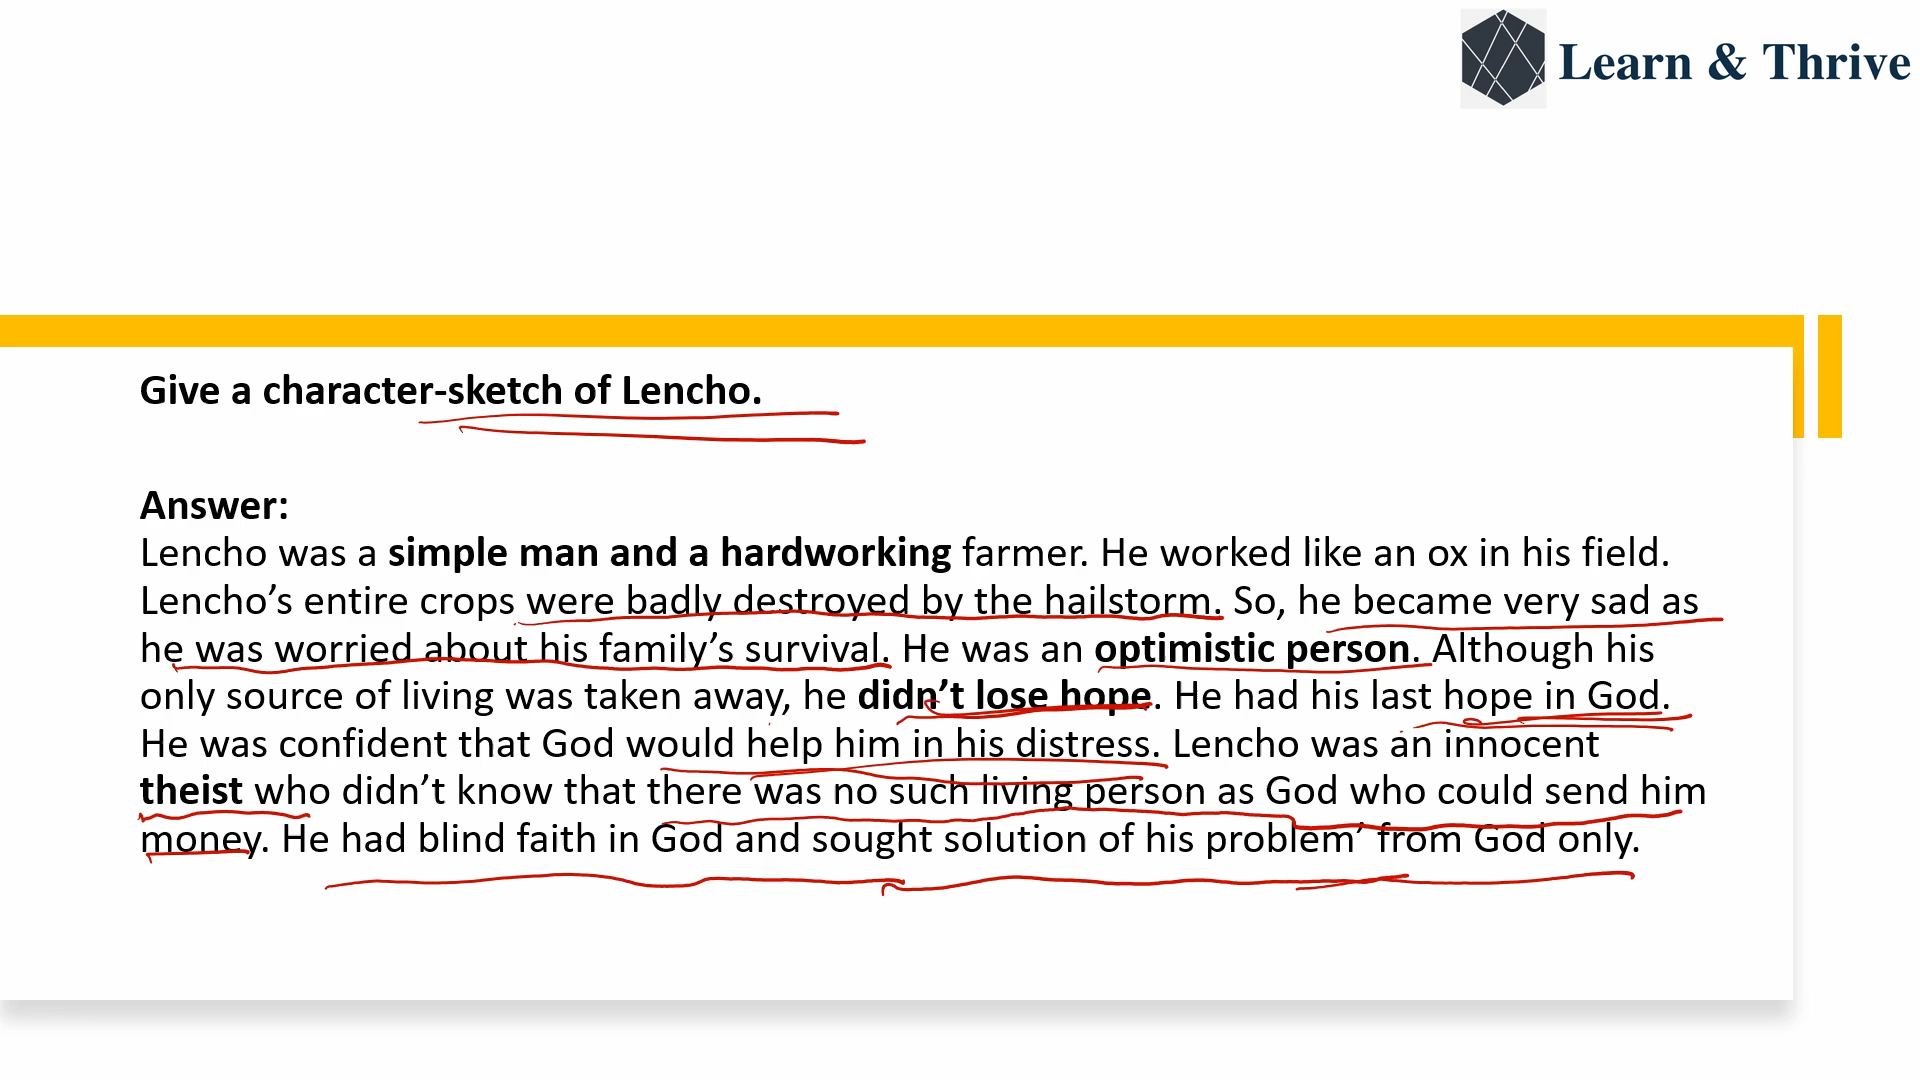 Learn & Thrive
Give a character-sketch of Lencho.
Answer:
Lencho was a simple man and a hardworking farmer. He worked like an ox in his field.
Lencho’s entire crops were badly destroyed by the hailstorm. So, he became very sad as
he was worried about his family’s survival. He was an optimistic person. Although his
only source of living was taken away, he didn’t lose hope. He had his last hope in God.
He was confident that God would help him in his distress. Lencho was an innocent
theist who didn’t know that there was no such living person as God who could send him
money. He had blind faith in God and sought solution of his problem’ from God only.